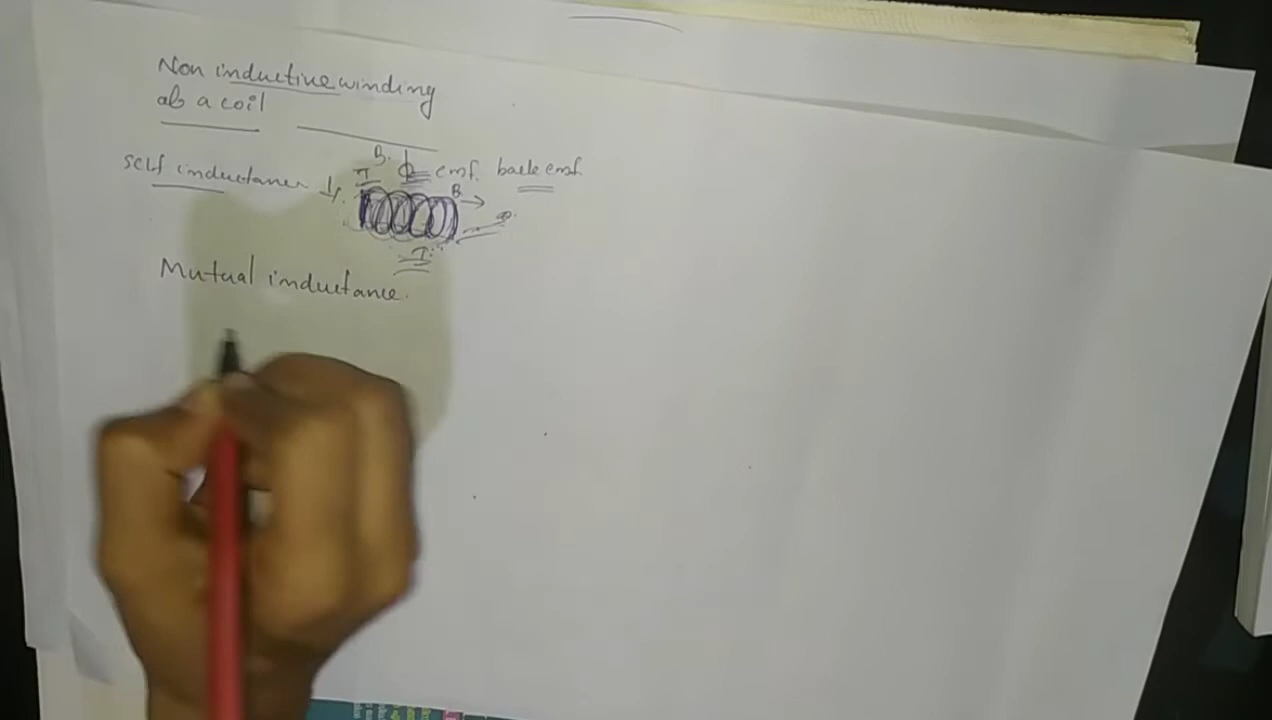 Non inductive winding
of a coil
B.
I ϕ emf. back emf.
self inductance L.
B
I
Mutual inductance.